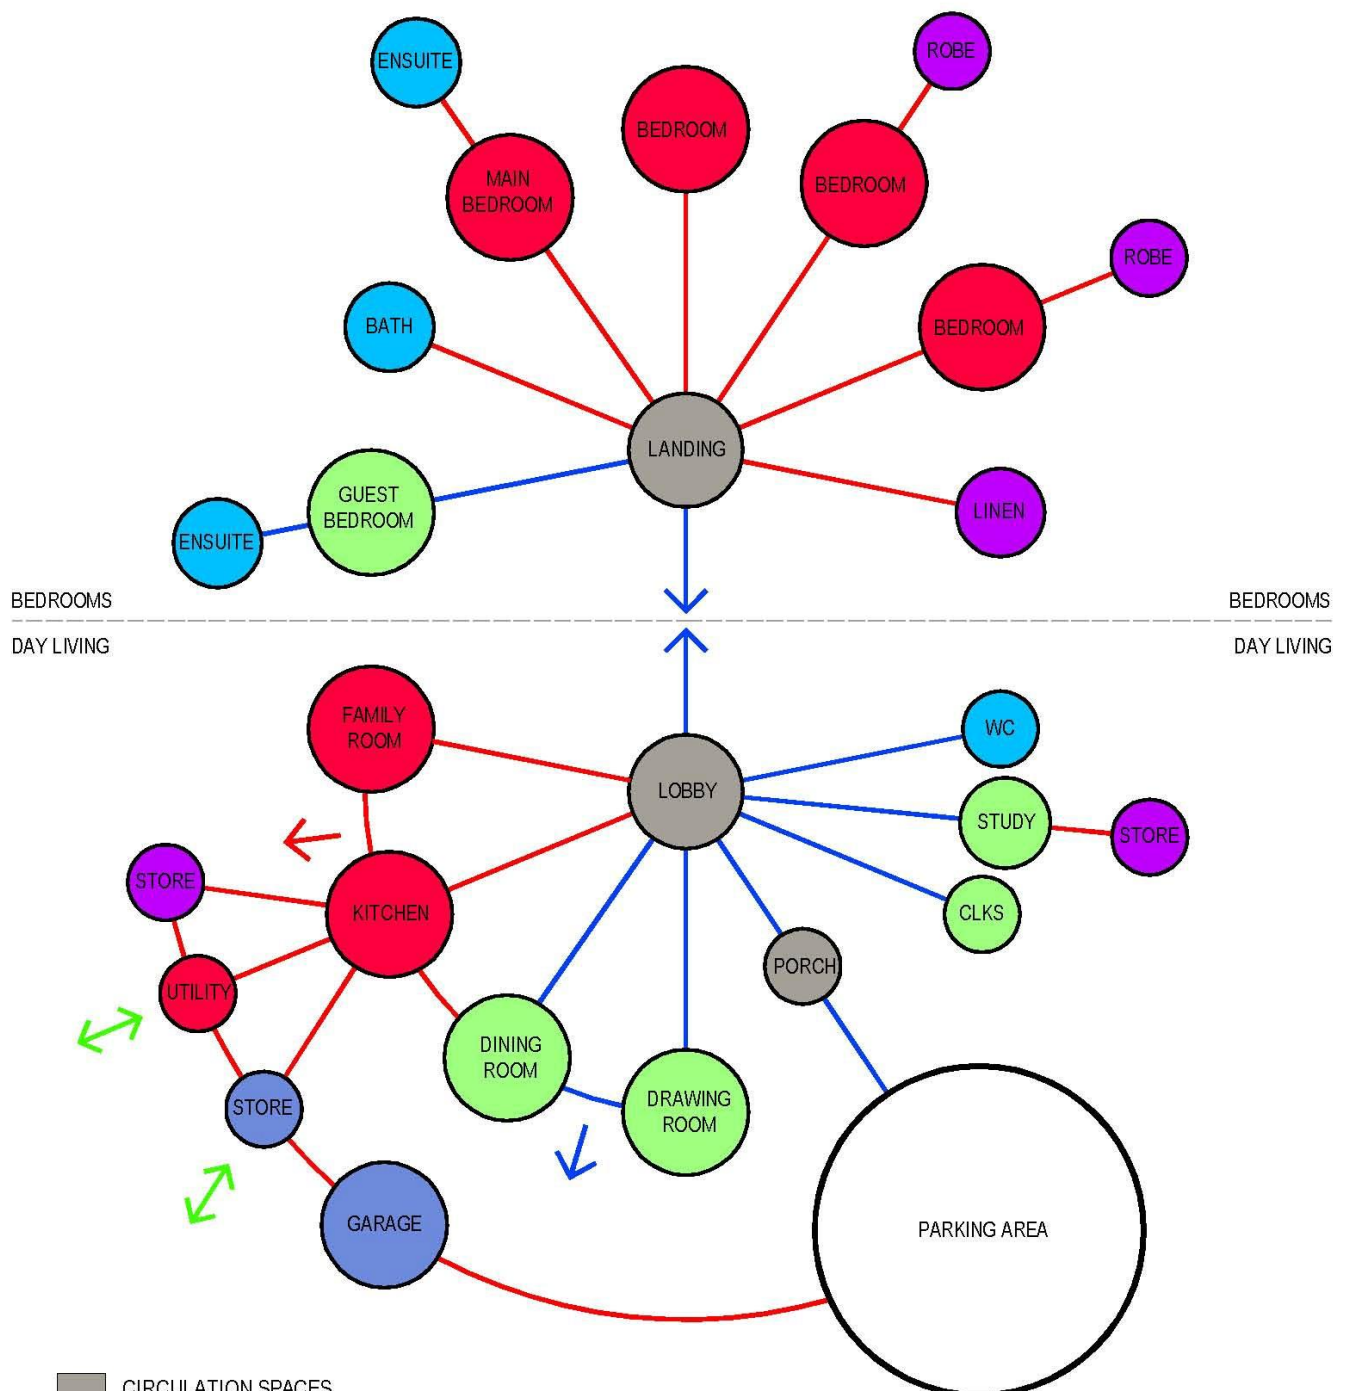 ENSUITE
ROBE
BEDROOM
MAIN
BEDROOM
BEDROOM
ROBE
BATH
BEDROOM
LANDING
GUEST
BEDROOM
LINEN
ENSUITE
BEDROOMS
BEDROOMS
DAY LIVING
DAY LIVING
FAMILY
ROOM
WC
LOBBY
STUDY
STORE
STORE
KITCHEN
CLKS
PORCH
UTILITY
DINING
ROOM
STORE
DRAWING
ROOM
GARAGE
PARKING AREA
CIRCULATION SPACES